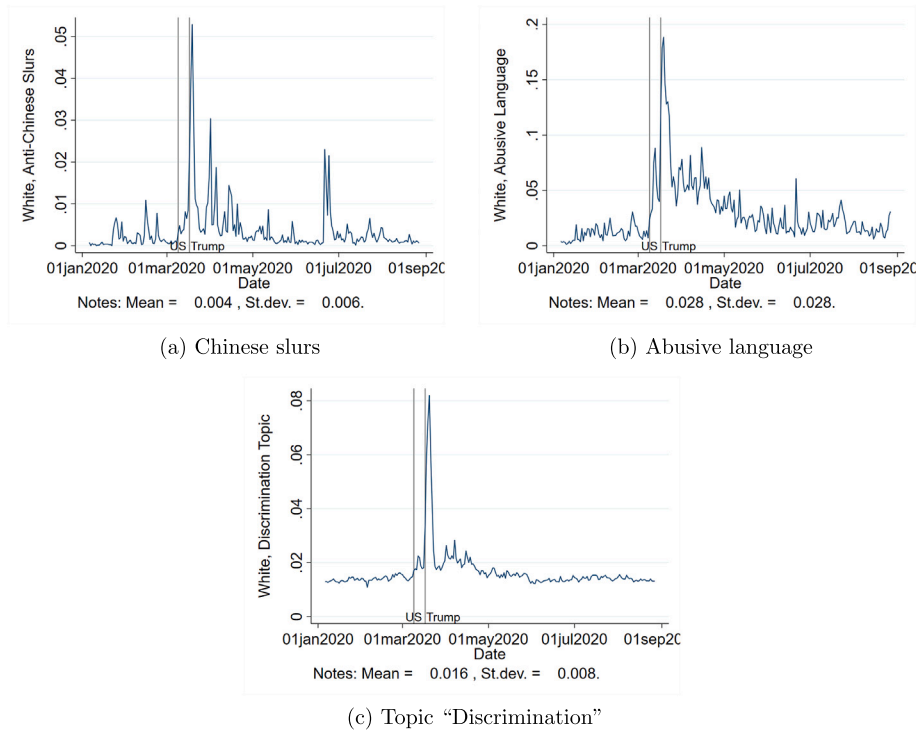 White, Anti-Chinese Slurs
.05
.04
.03
.02
.01
0
US Trump
01jan2020 01mar2020 01may2020 01jul2020 01sep20
Date
Notes: Mean = 0.004 , St.dev. = 0.006.
(a) Chinese slurs
White, Abusive Language
.2
.15
.1
.05
0
US Trump
01jan2020 01mar2020 01may2020 01jul2020 01sep20
Date
Notes: Mean = 0.028 , St.dev. = 0.028.
(b) Abusive language
White, Discrimination Topic
.08
.06
.04
.02
0
US Trump
01jan2020 01mar2020 01may2020 01jul2020 01sep20
Date
Notes: Mean = 0.016 , St.dev. = 0.008.
(c) Topic “Discrimination”